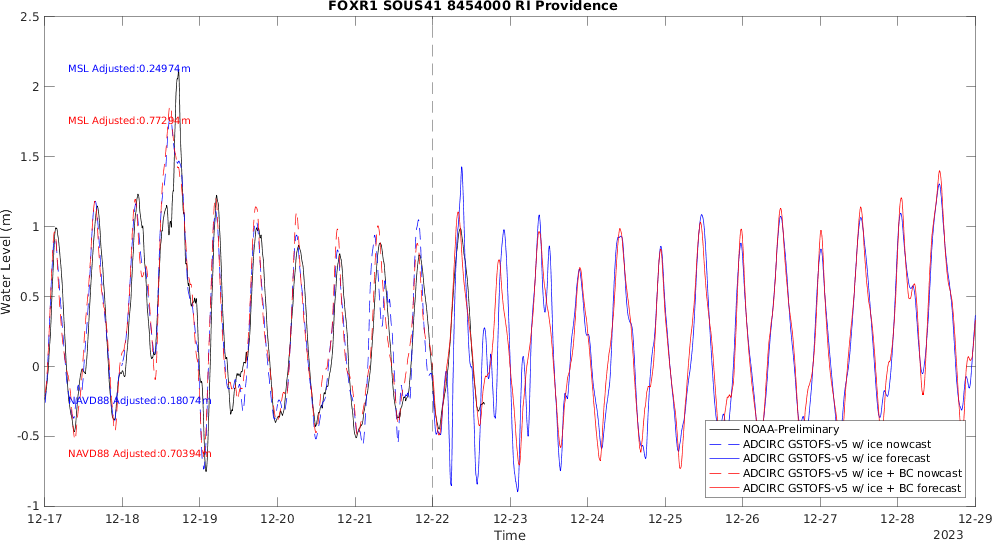 FOXR1 SOUS41 8454000 RI Providence
2.5
2
1.5
1
0.5
0
-0.5
-1
Water Level (m)
MSL Adjusted:0.24974m
MSL Adjusted:0.77294m
NAVD88 Adjusted:0.18074m
NAVD88 Adjusted:0.70394m
NOAA-Preliminary
ADCIRC GSTOFS-v5 w/ ice nowcast
ADCIRC GSTOFS-v5 w/ ice forecast
ADCIRC GSTOFS-v5 w/ ice + BC nowcast
ADCIRC GSTOFS-v5 w/ ice + BC forecast
12-17 12-18 12-19 12-20 12-21 12-22 12-23 12-24 12-25 12-26 12-27 12-28 12-29
Time
2023